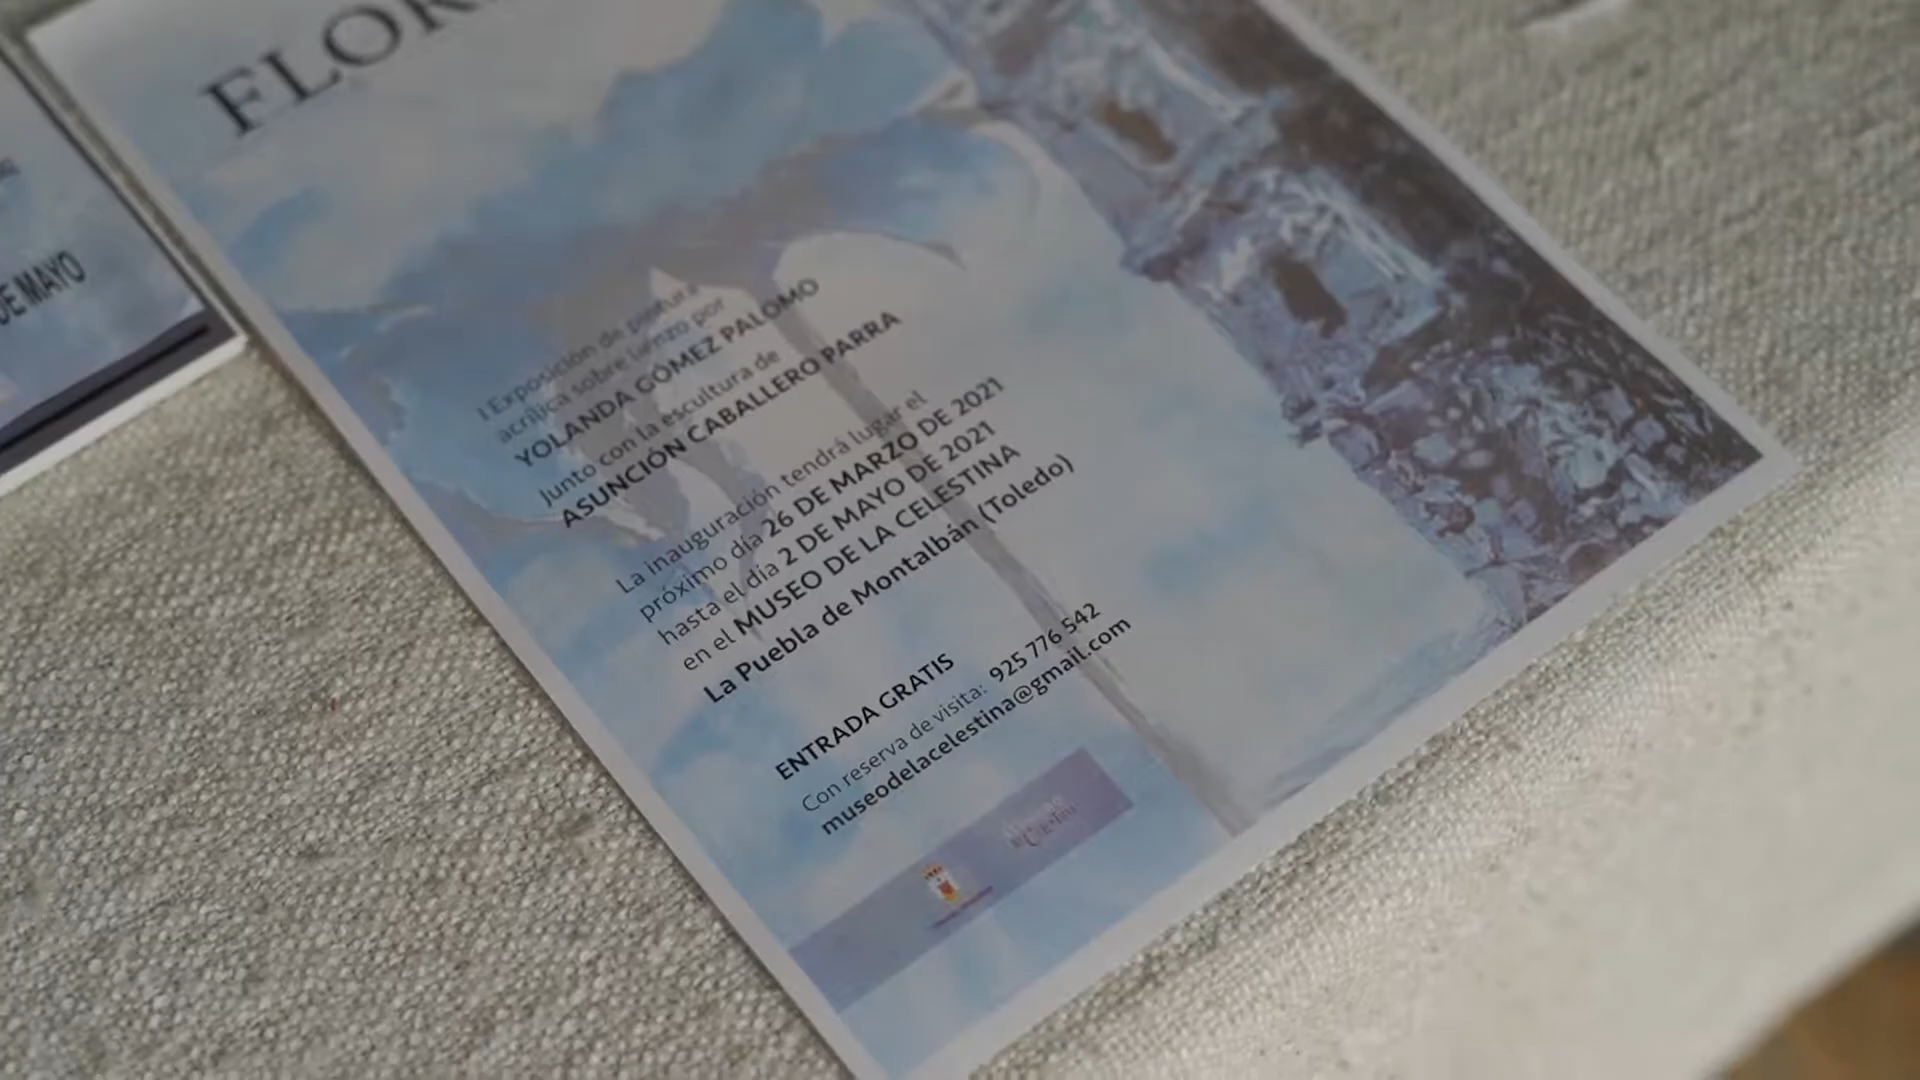 FLOR
DE MAYO
I Exposición de pintura
acrílica sobre lienzo por
YOLANDA GÓMEZ PALOMO
Junto con la escultura de
ASUNCIÓN CABALLERO PARRA
La inauguración tendrá lugar el
próximo día 26 DE MARZO DE 2021
hasta el día 2 DE MAYO DE 2021
en el MUSEO DE LA CELESTINA
La Puebla de Montalbán (Toledo)
ENTRADA GRATIS
Con reserva de visita: 925 776 542
museodelacelestina@gmail.com